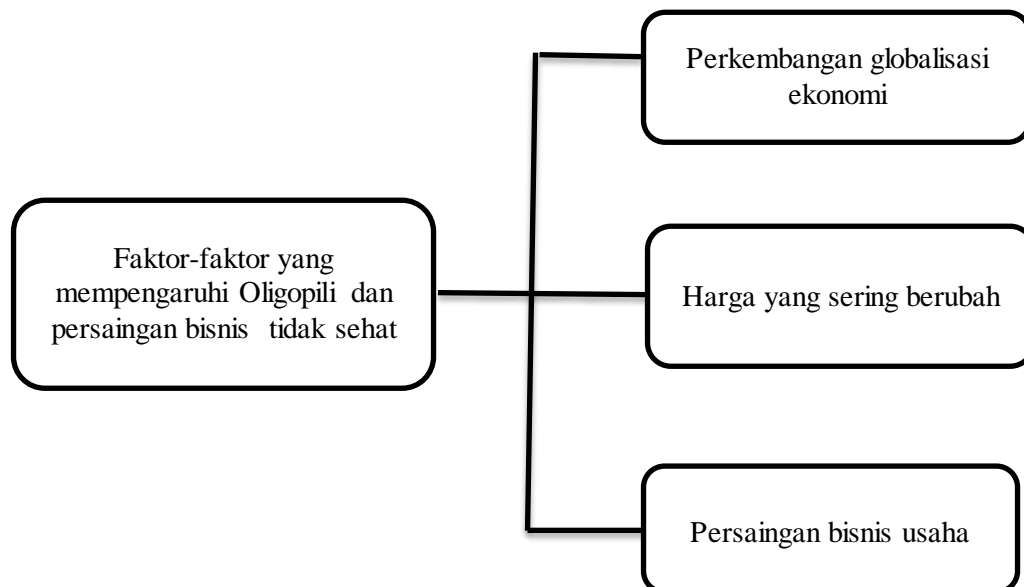 Perkembangan globalisasi
ekonomi
Faktor-faktor yang
mempengaruhi Oligopili dan
persaingan bisnis tidak sehat
Harga yang sering berubah
Persaingan bisnis usaha